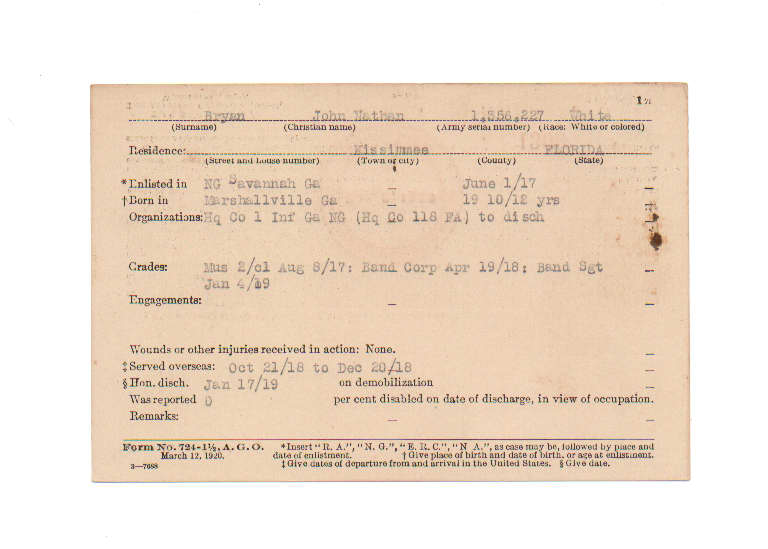 1
Bryan John Nathan 1,356,227 White
(Surname) (Christian name) (Army serial number) (Race: White or colored)
Residence: Kissimmee FLORIDA
(Street and house number) (Town or city) (County) (State)
*Enlisted in NG Savannah Ga June 1/17
†Born in Marshallville Ga 19 10/12 yrs
Organizations: Hq Co 1 Inf Ga NG (Hq Co 118 FA) to disch
Grades: Mus 2/cl Aug 8/17; Band Corp Apr 19/18; Band Sgt
Jan 4/19
Engagements: —
Wounds or other injuries received in action: None.
‡Served overseas: Oct 21/18 to Dec 20/18
§Hon. disch. Jan 17/19 on demobilization
Was reported 0 per cent disabled on date of discharge, in view of occupation.
Remarks: —
Form No. 724-1½, A. G. O. *Insert "R. A.", "N. G.", "E. R. C.", "N A.", as case may be, followed by place and
March 12, 1920. date of enlistment. †Give place of birth and date of birth, or age at enlistment.
3—7688 ‡Give dates of departure from and arrival in the United States. §Give date.